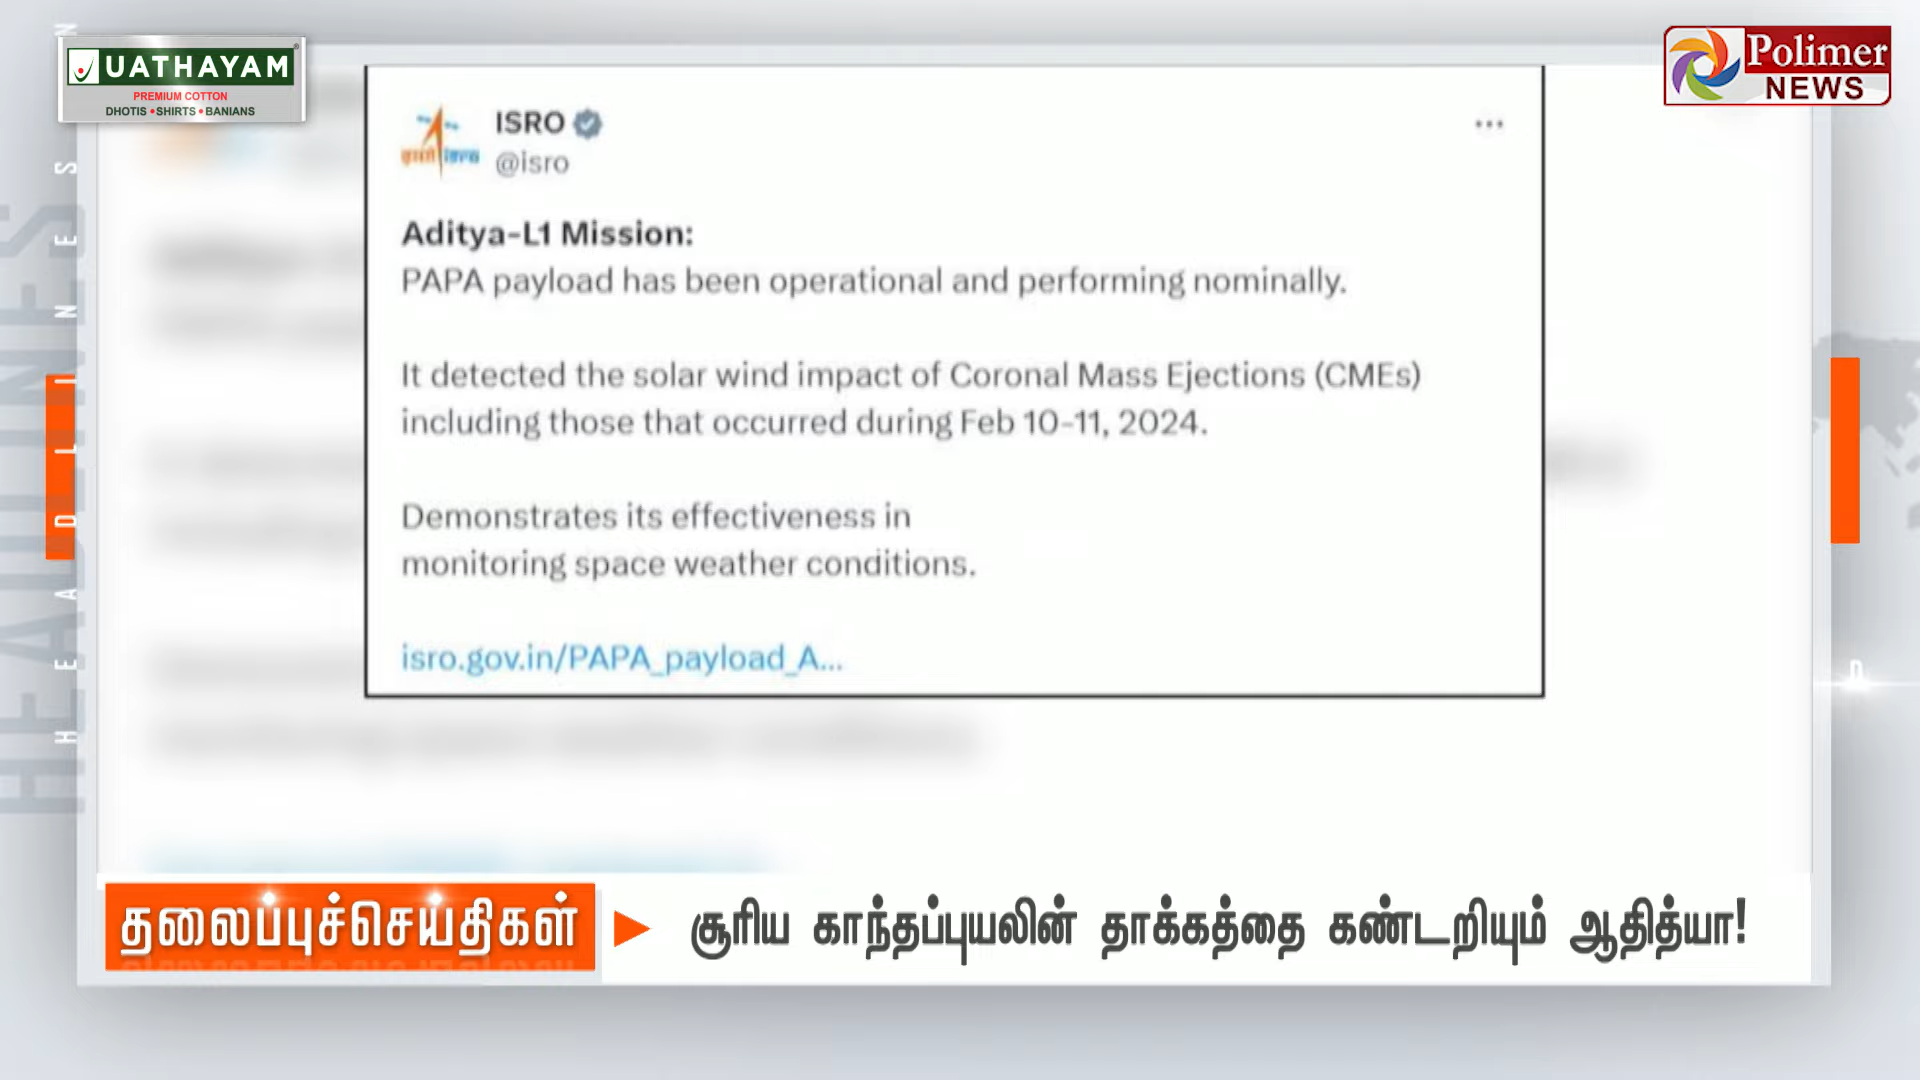 UATHAYAM
PREMIUM COTTON
DHOTIS • SHIRTS • BANIANS
Polimer
NEWS
ISRO
@isro
Aditya-L1 Mission:
PAPA payload has been operational and performing nominally.
It detected the solar wind impact of Coronal Mass Ejections (CMEs)
including those that occurred during Feb 10-11, 2024.
Demonstrates its effectiveness in
monitoring space weather conditions.
isro.gov.in/PAPA_payload_A...
HEADLINES
HEADLINES
தலைப்புச்செய்திகள்
சூரிய காந்தப்புயலின் தாக்கத்தை கண்டறியும் ஆதித்யா!